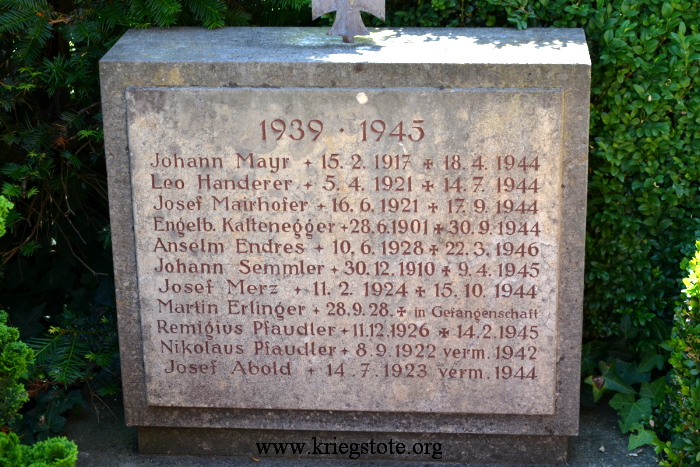 1939 · 1945
Johann Mayr + 15. 2. 1917 ✠ 18. 4. 1944
Leo Handerer + 5. 4. 1921 ✠ 14. 7. 1944
Josef Mairhofer + 16. 6. 1921 ✠ 17. 9. 1944
Engelb. Kaltenegger + 28. 6. 1901 ✠ 30. 9. 1944
Anselm Endres + 10. 6. 1928 ✠ 22. 3. 1946
Johann Semmler + 30. 12. 1910 ✠ 9. 4. 1945
Josef Merz + 11. 2. 1924 ✠ 15. 10. 1944
Martin Erlinger + 28. 9. 28. ✠ in Gefangenschaft
Remigius Pfaudler + 11. 12. 1926 ✠ 14. 2. 1945
Nikolaus Pfaudler + 8. 9. 1922 verm. 1942
Josef Abold + 14. 7. 1923 verm. 1944
www.kriegstote.org